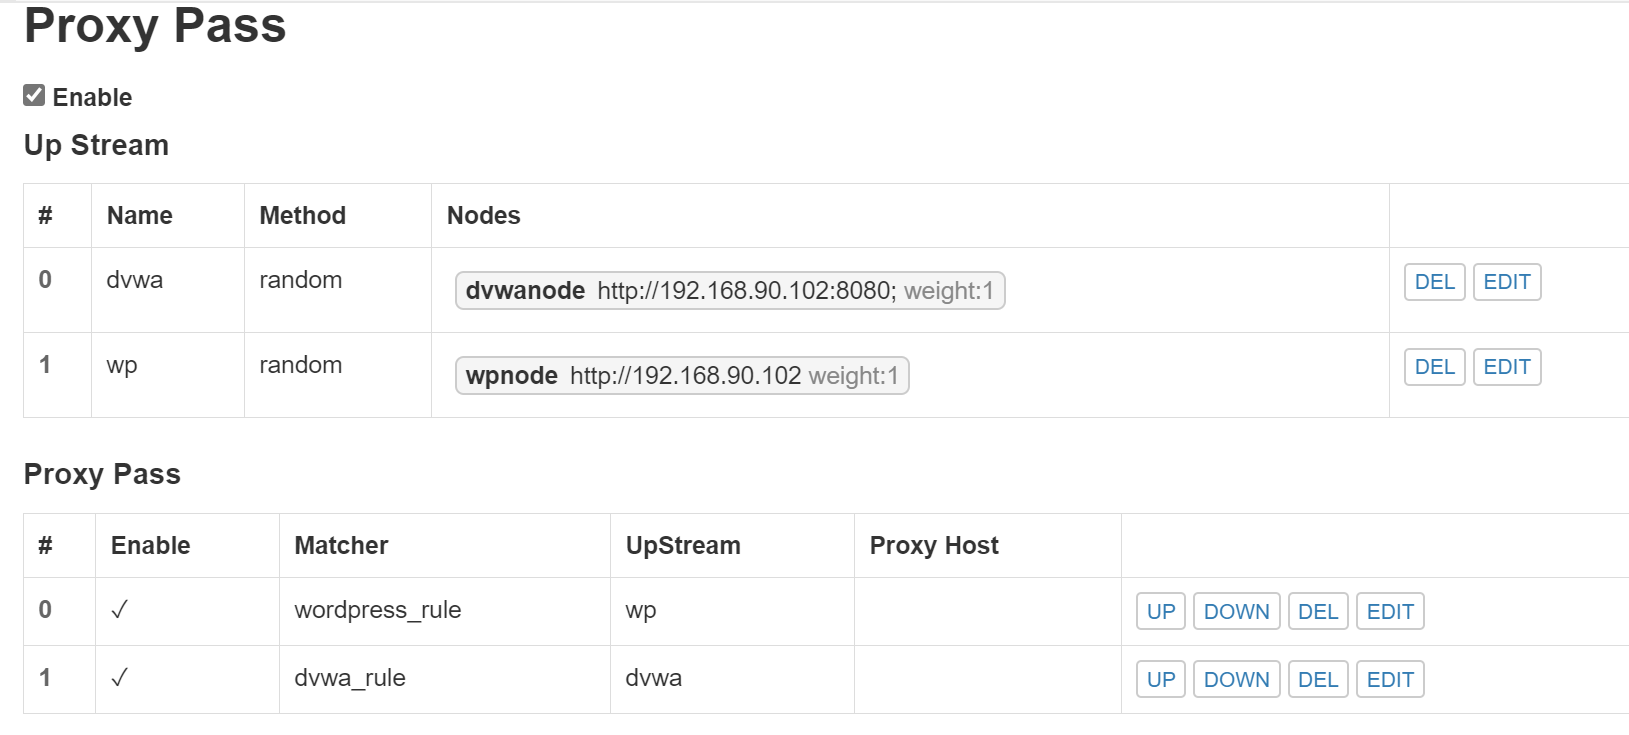 Proxy Pass
Enable
Up Stream
# Name Method Nodes
0 dvwa random dvwanode http://192.168.90.102:8080; weight:1 DEL EDIT
1 wp random wpnode http://192.168.90.102 weight:1 DEL EDIT
Proxy Pass
# Enable Matcher UpStream Proxy Host
0 ✓ wordpress_rule wp UP DOWN DEL EDIT
1 ✓ dvwa_rule dvwa UP DOWN DEL EDIT